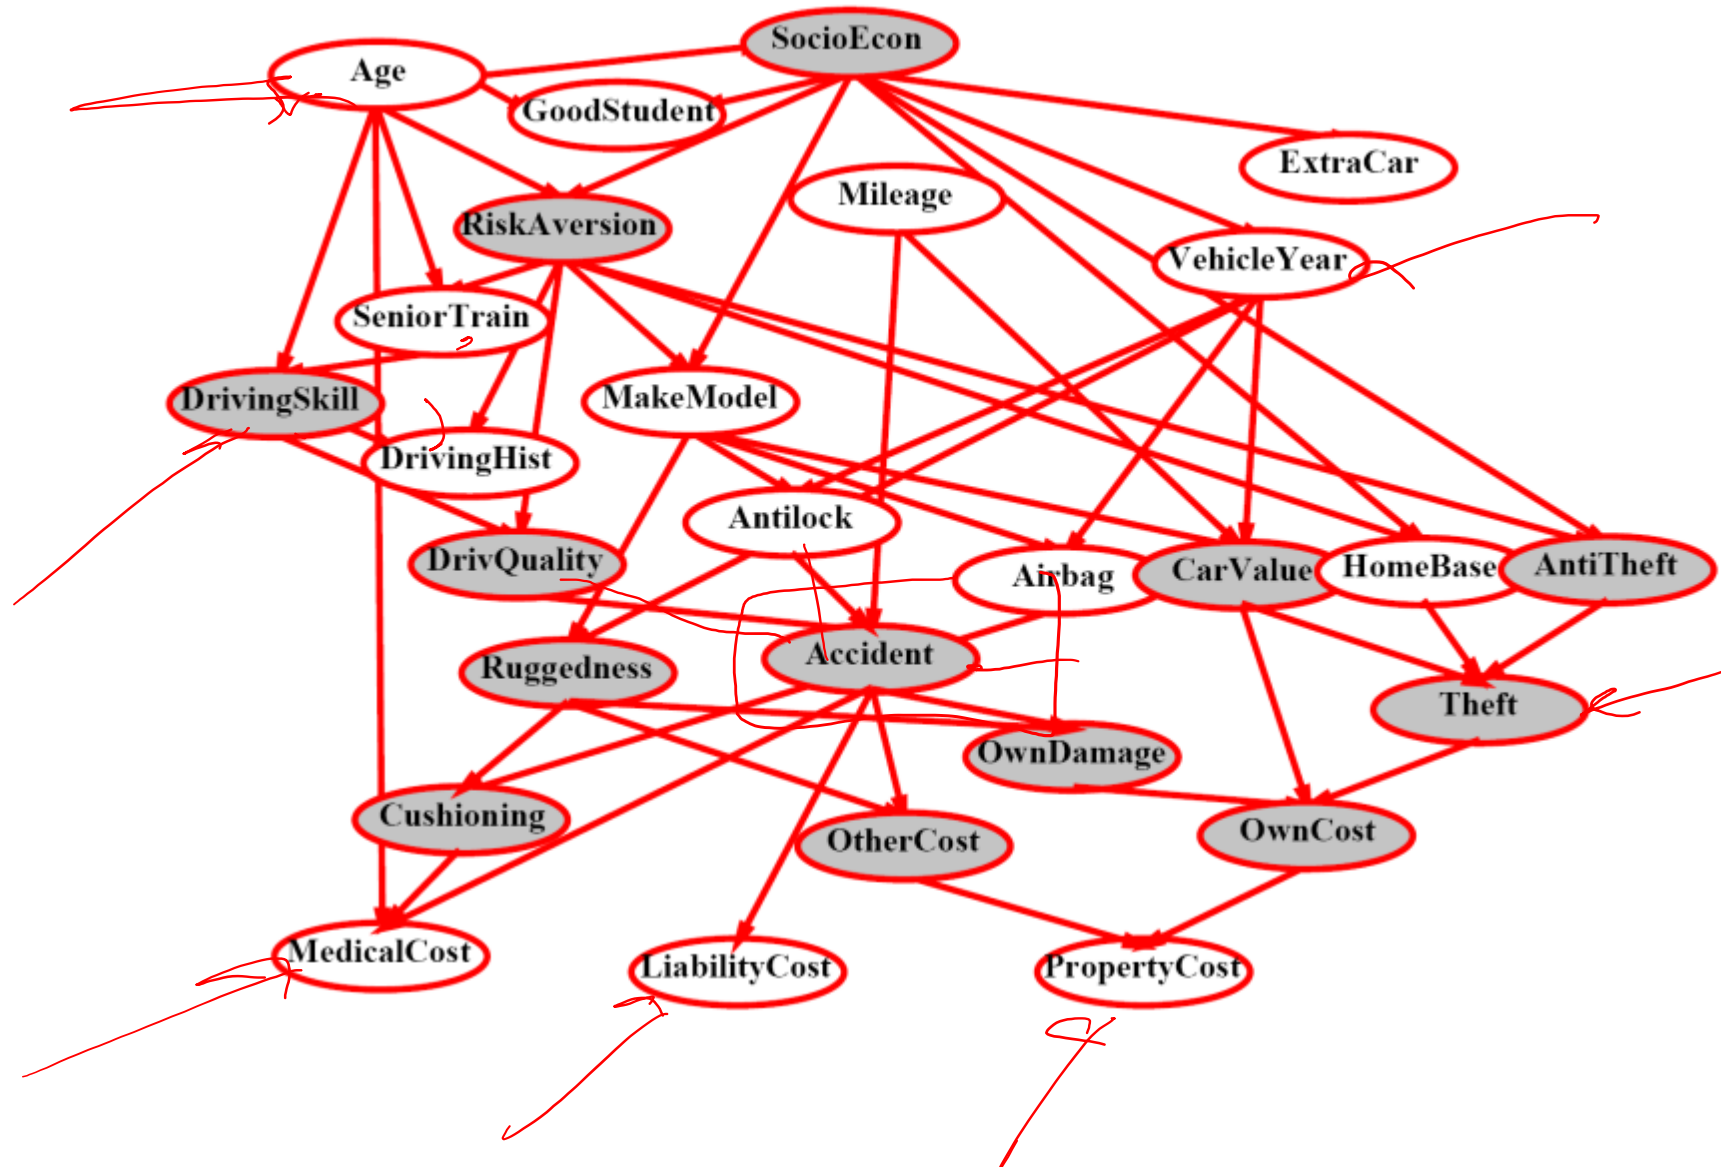 SocioEcon
Age
GoodStudent
ExtraCar
Mileage
RiskAversion
VehicleYear
SeniorTrain
DrivingSkill
MakeModel
DrivingHist
Antilock
DrivQuality
Airbag
CarValue
HomeBase
AntiTheft
Ruggedness
Accident
Theft
OwnDamage
Cushioning
OtherCost
OwnCost
MedicalCost
LiabilityCost
PropertyCost